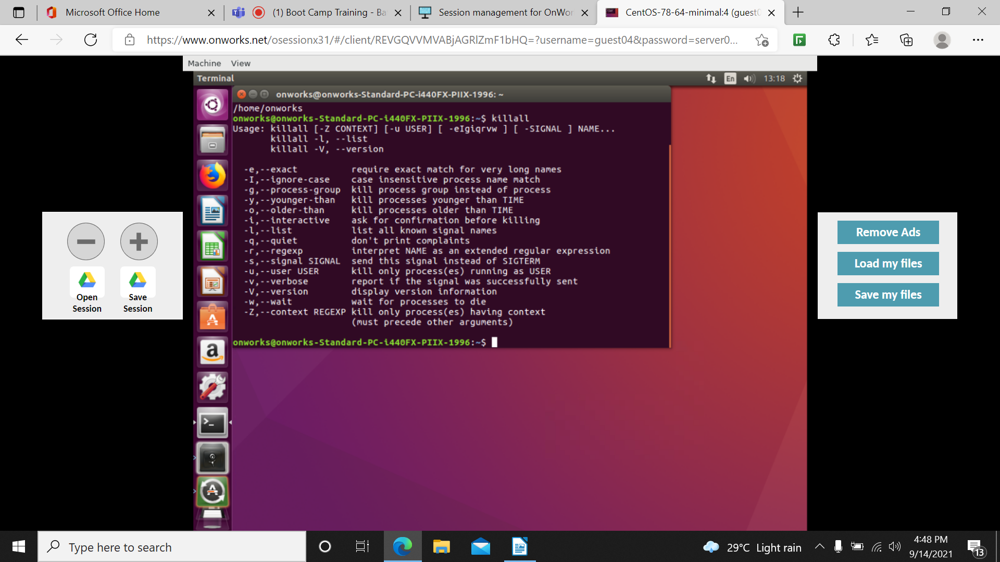 Microsoft Office Home
(1) Boot Camp Training - Ba
Session management for OnWor
CentOS-78-64-minimal:4 (guest0
https://www.onworks.net/osessionx31/#/client/REVGQVVMVABjAGRlZmF1bHQ=?username=guest04&password=server0...
Machine View
Terminal
En
13:18
onworks@onworks-Standard-PC-i440FX-PIIX-1996: ~
/home/onworks
onworks@onworks-Standard-PC-i440FX-PIIX-1996:~$ killall
Usage: killall [-Z CONTEXT] [-u USER] [ -eIgiqrvw ] [ -SIGNAL ] NAME...
killall -l, --list
killall -V, --version
-e,--exact require exact match for very long names
-I,--ignore-case case insensitive process name match
-g,--process-group kill process group instead of process
-y,--younger-than kill processes younger than TIME
-o,--older-than kill processes older than TIME
-i,--interactive ask for confirmation before killing
-l,--list list all known signal names
-q,--quiet don't print complaints
-r,--regexp interpret NAME as an extended regular expression
-s,--signal SIGNAL send this signal instead of SIGTERM
-u,--user USER kill only process(es) running as USER
-v,--verbose report if the signal was successfully sent
-V,--version display version information
-w,--wait wait for processes to die
-Z,--context REGEXP kill only process(es) having context
(must precede other arguments)
onworks@onworks-Standard-PC-i440FX-PIIX-1996:~$
Open Session
Save Session
Remove Ads
Load my files
Save my files
Type here to search
29°C Light rain
4:48 PM
9/14/2021
13